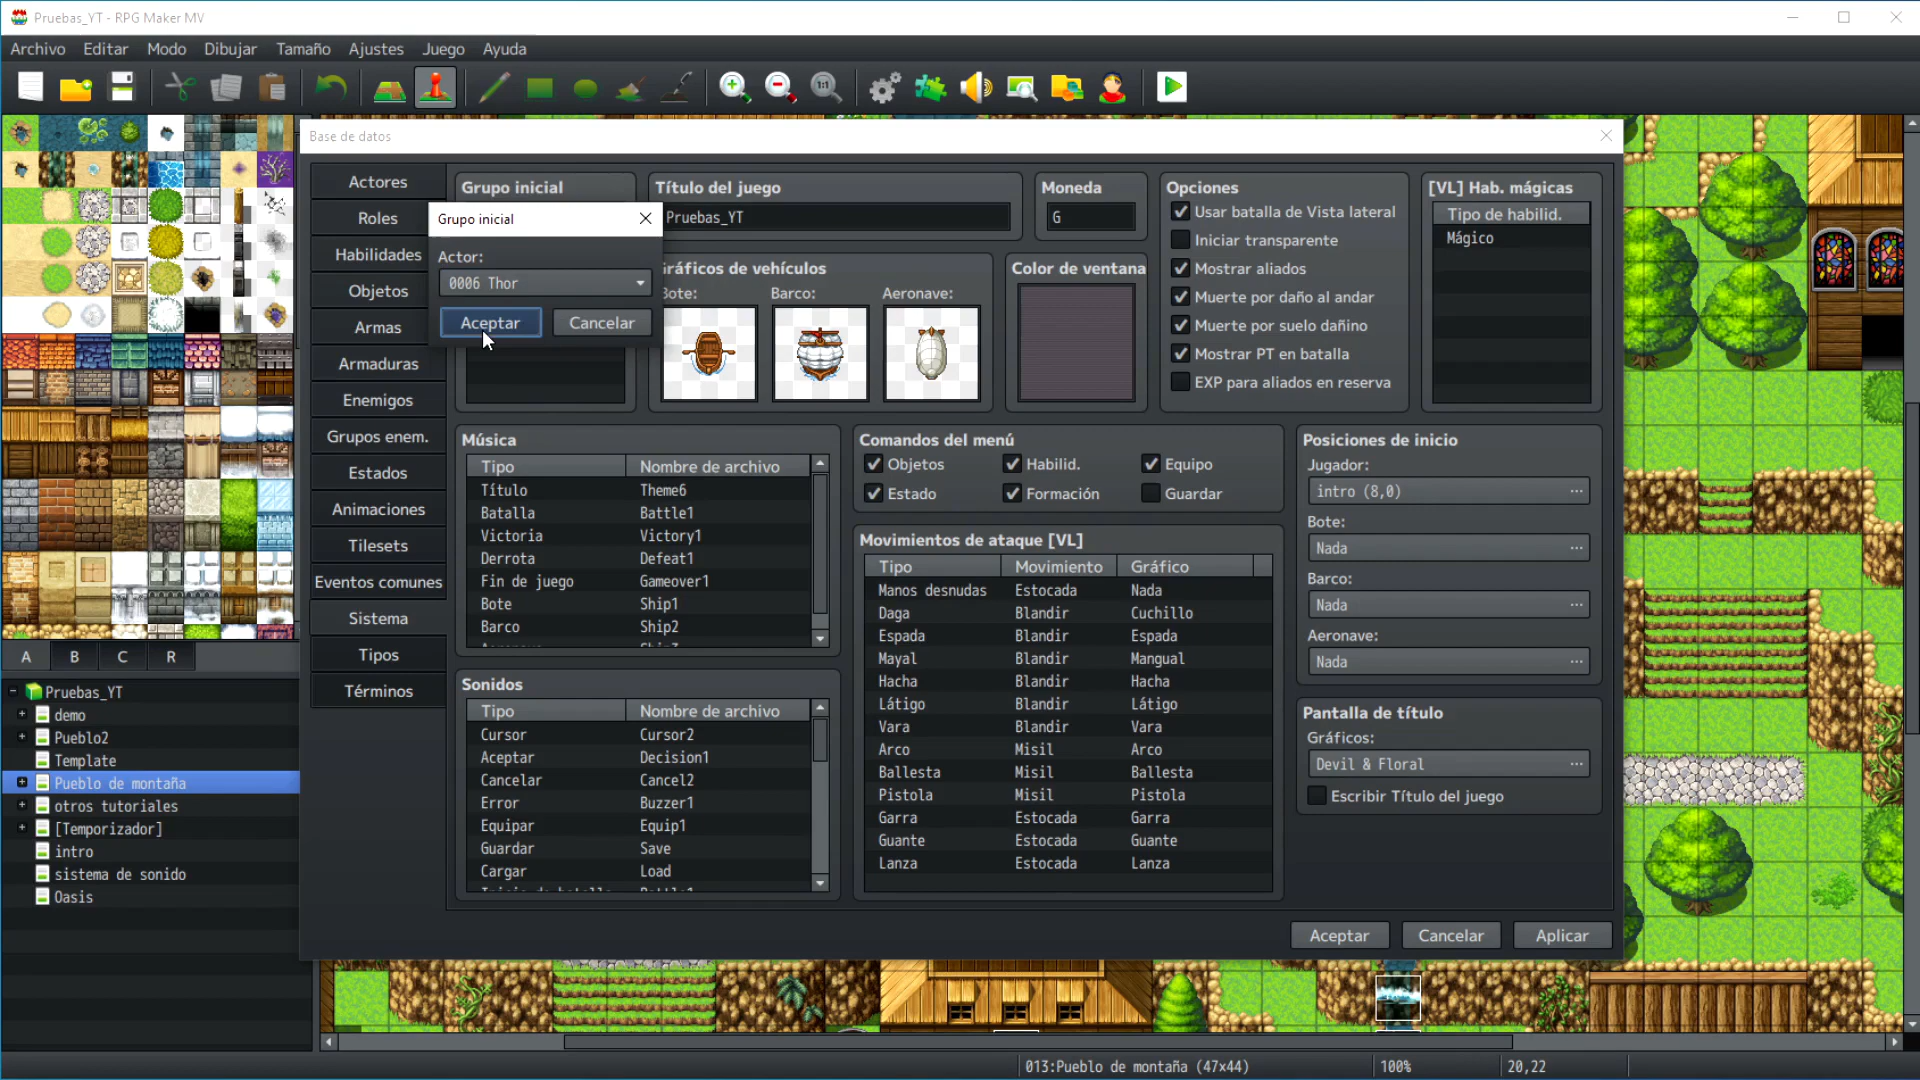 Pruebas_YT - RPG Maker MV
Archivo Editar Modo Dibujar Tamaño Ajustes Juego Ayuda
1:1
Base de datos
Actores
Roles
Habilidades
Objetos
Armas
Armaduras
Enemigos
Grupos enem.
Estados
Animaciones
Tilesets
Eventos comunes
Sistema
Tipos
Términos
Grupo inicial
Grupo inicial
Actor:
0006 Thor
Aceptar Cancelar
Título del juego
Pruebas_YT
Moneda
G
Gráficos de vehículos
Bote: Barco: Aeronave:
Color de ventana
Opciones
Usar batalla de Vista lateral
Iniciar transparente
Mostrar aliados
Muerte por daño al andar
Muerte por suelo dañino
Mostrar PT en batalla
EXP para aliados en reserva
[VL] Hab. mágicas
Tipo de habilid.
Mágico
Música
Tipo Nombre de archivo
Título Theme6
Batalla Battle1
Victoria Victory1
Derrota Defeat1
Fin de juego Gameover1
Bote Ship1
Barco Ship2
Sonidos
Tipo Nombre de archivo
Cursor Cursor2
Aceptar Decision1
Cancelar Cancel2
Error Buzzer1
Equipar Equip1
Guardar Save
Cargar Load
Comandos del menú
Objetos Habilid. Equipo
Estado Formación Guardar
Movimientos de ataque [VL]
Tipo Movimiento Gráfico
Manos desnudas Estocada Nada
Daga Blandir Cuchillo
Espada Blandir Espada
Mayal Blandir Mangual
Hacha Blandir Hacha
Látigo Blandir Látigo
Vara Blandir Vara
Arco Misil Arco
Ballesta Misil Ballesta
Pistola Misil Pistola
Garra Estocada Garra
Guante Estocada Guante
Lanza Estocada Lanza
Posiciones de inicio
Jugador:
intro (8,0) ...
Bote:
Nada ...
Barco:
Nada ...
Aeronave:
Nada ...
Pantalla de título
Gráficos:
Devil & Floral ...
Escribir Título del juego
Aceptar Cancelar Aplicar
A B C R
Pruebas_YT
demo
Pueblo2
Template
Pueblo de montaña
otros tutoriales
[Temporizador]
intro
sistema de sonido
Oasis
013:Pueblo de montaña (47x44) 100% 20,22